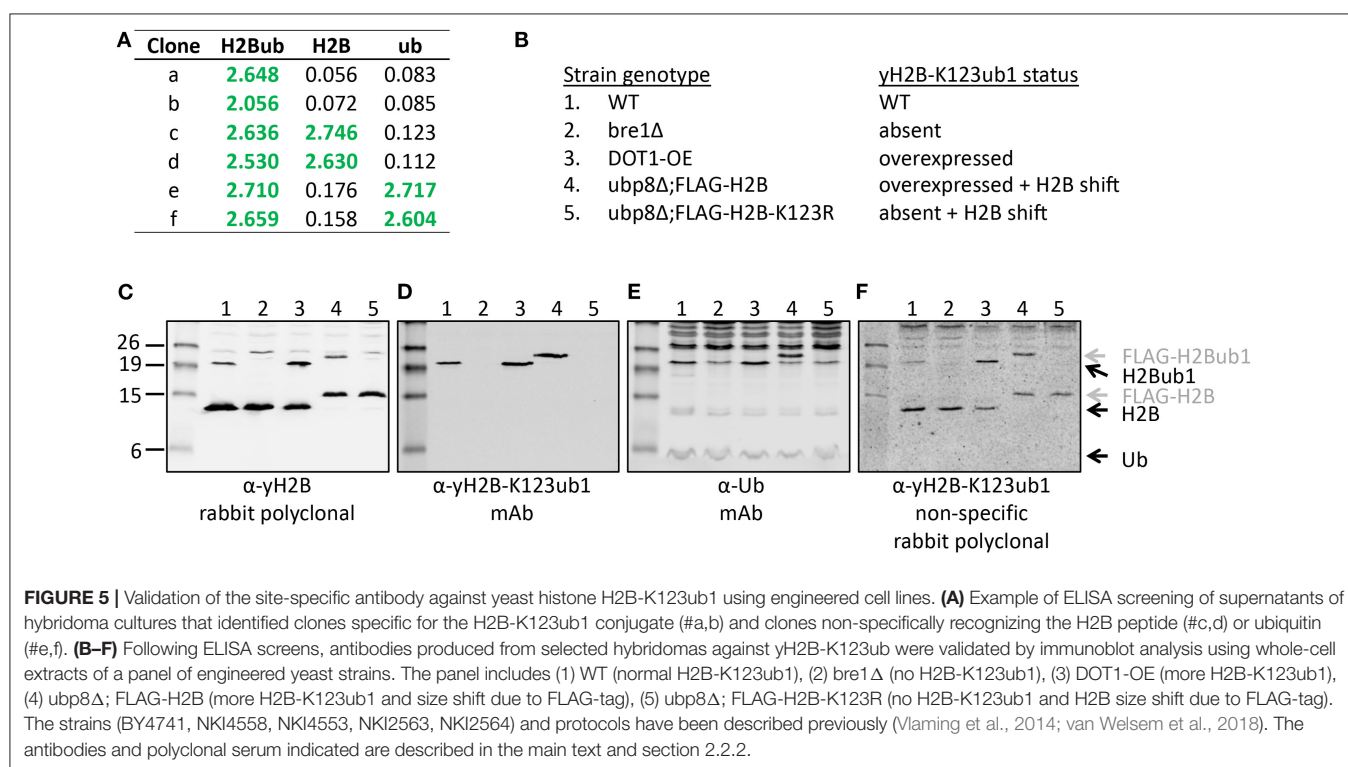 A
Clone H2Bub H2B ub
a 2.648 0.056 0.083
b 2.056 0.072 0.085
c 2.636 2.746 0.123
d 2.530 2.630 0.112
e 2.710 0.176 2.717
f 2.659 0.158 2.604
B
Strain genotype yH2B-K123ub1 status
1. WT WT
2. bre1Δ absent
3. DOT1-OE overexpressed
4. ubp8Δ;FLAG-H2B overexpressed + H2B shift
5. ubp8Δ;FLAG-H2B-K123R absent + H2B shift
C 1 2 3 4 5
26
19
15
6
α-yH2B
rabbit polyclonal
D 1 2 3 4 5
α-yH2B-K123ub1
mAb
E 1 2 3 4 5
α-Ub
mAb
F 1 2 3 4 5
FLAG-H2Bub1
H2Bub1
FLAG-H2B
H2B
Ub
α-yH2B-K123ub1
non-specific
rabbit polyclonal
FIGURE 5 | Validation of the site-specific antibody against yeast histone H2B-K123ub1 using engineered cell lines. (A) Example of ELISA screening of supernatants of
hybridoma cultures that identified clones specific for the H2B-K123ub1 conjugate (#a,b) and clones non-specifically recognizing the H2B peptide (#c,d) or ubiquitin
(#e,f). (B–F) Following ELISA screens, antibodies produced from selected hybridomas against yH2B-K123ub were validated by immunoblot analysis using whole-cell
extracts of a panel of engineered yeast strains. The panel includes (1) WT (normal H2B-K123ub1), (2) bre1Δ (no H2B-K123ub1), (3) DOT1-OE (more H2B-K123ub1),
(4) ubp8Δ; FLAG-H2B (more H2B-K123ub1 and size shift due to FLAG-tag), (5) ubp8Δ; FLAG-H2B-K123R (no H2B-K123ub1 and H2B size shift due to FLAG-tag).
The strains (BY4741, NKI4558, NKI4553, NKI2563, NKI2564) and protocols have been described previously (Vlaming et al., 2014; van Welsem et al., 2018). The
antibodies and polyclonal serum indicated are described in the main text and section 2.2.2.